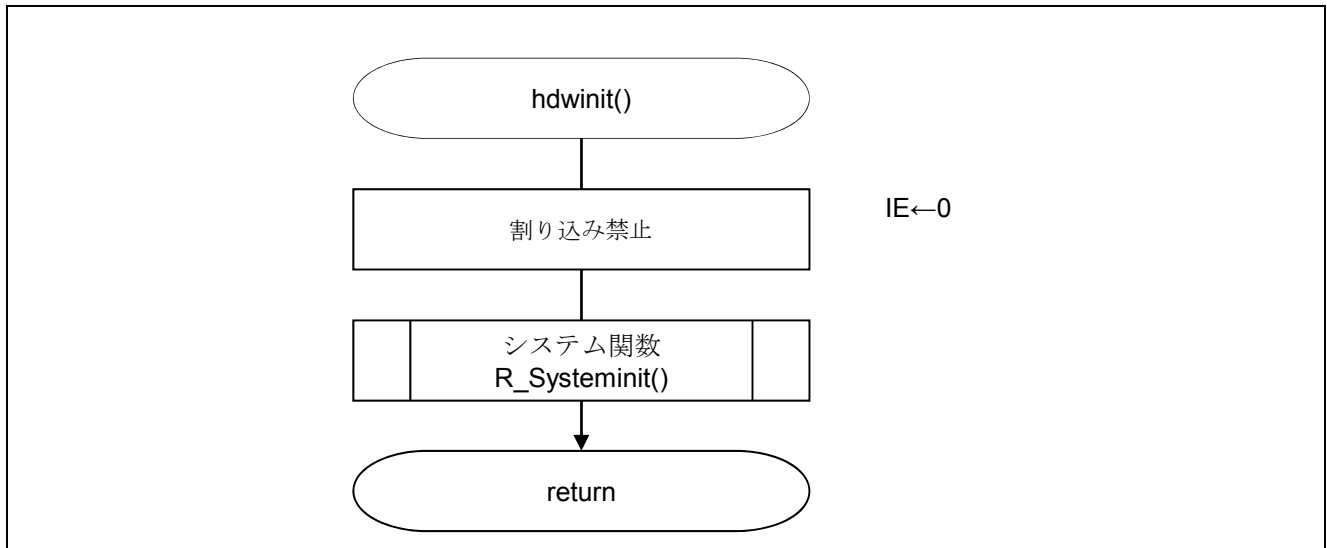 hdwinit()
割り込み禁止
IE←0
システム関数
R_Systeminit()
return